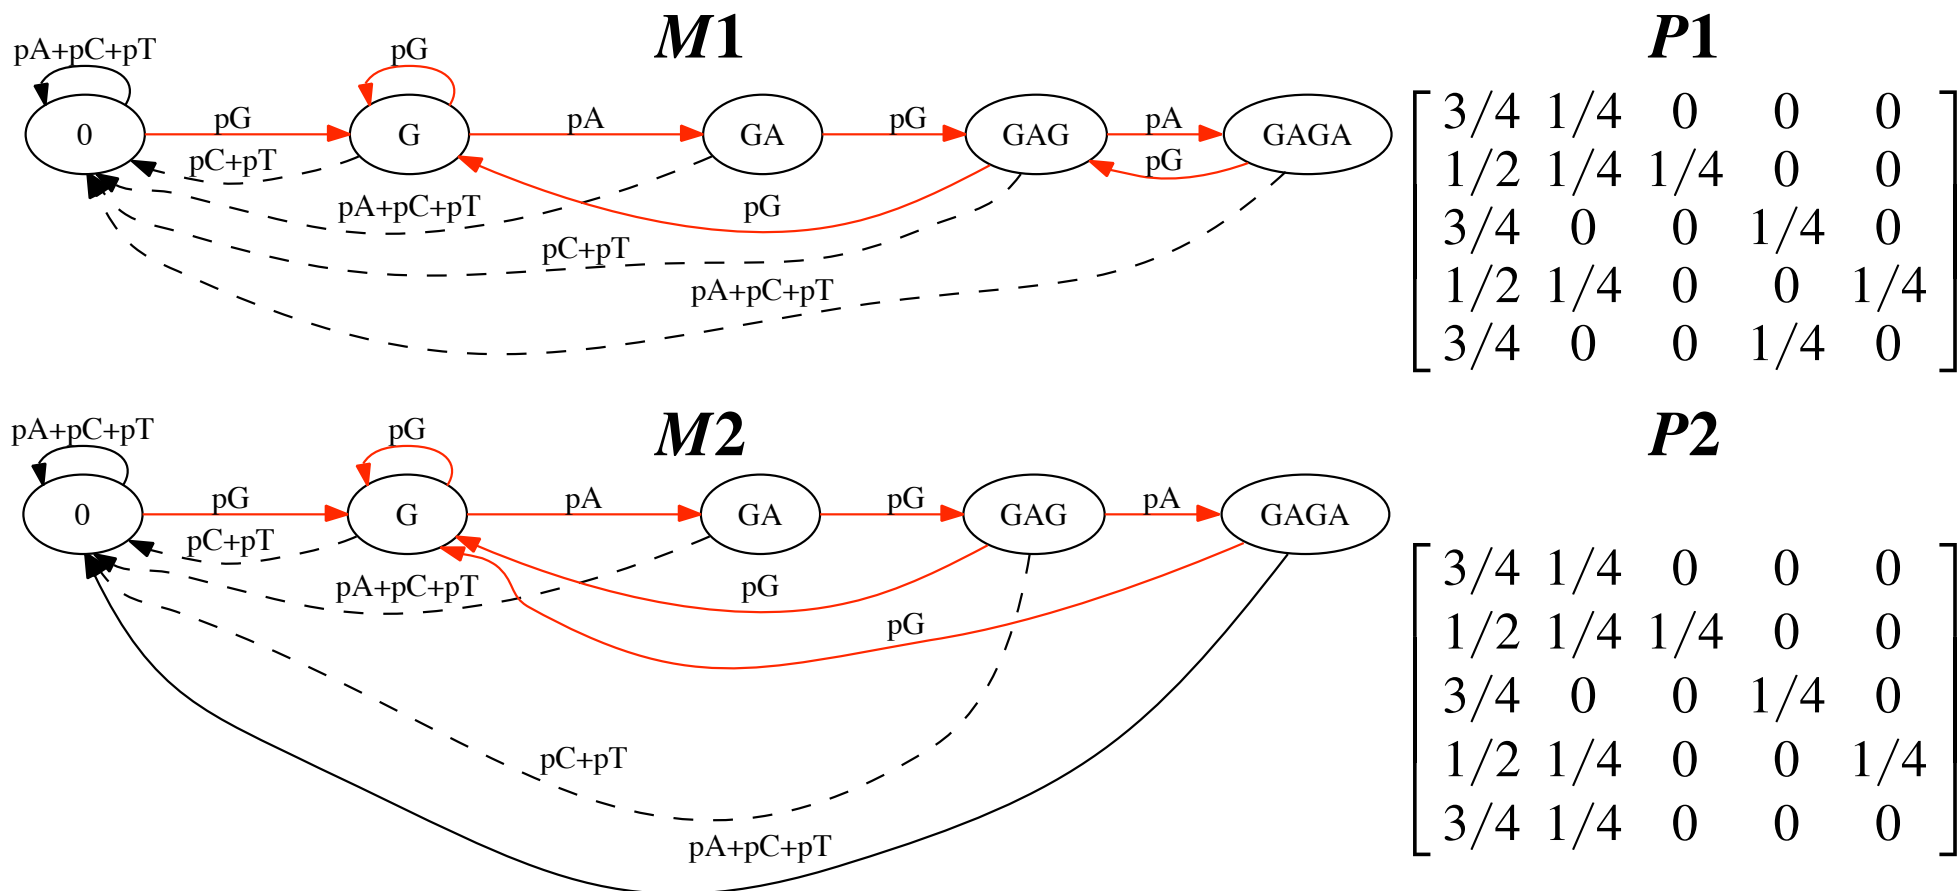 M1
P1
pA+pC+pT
pG
0
pG
G
pA
GA
pG
GAG
pA
GAGA
pC+pT
pG
pA+pC+pT
pG
pC+pT
pA+pC+pT
3/4 1/4 0 0 0
1/2 1/4 1/4 0 0
3/4 0 0 1/4 0
1/2 1/4 0 0 1/4
3/4 0 0 1/4 0
M2
P2
pA+pC+pT
pG
0
pG
G
pA
GA
pG
GAG
pA
GAGA
pC+pT
pA+pC+pT
pG
pG
pC+pT
pA+pC+pT
3/4 1/4 0 0 0
1/2 1/4 1/4 0 0
3/4 0 0 1/4 0
1/2 1/4 0 0 1/4
3/4 1/4 0 0 0